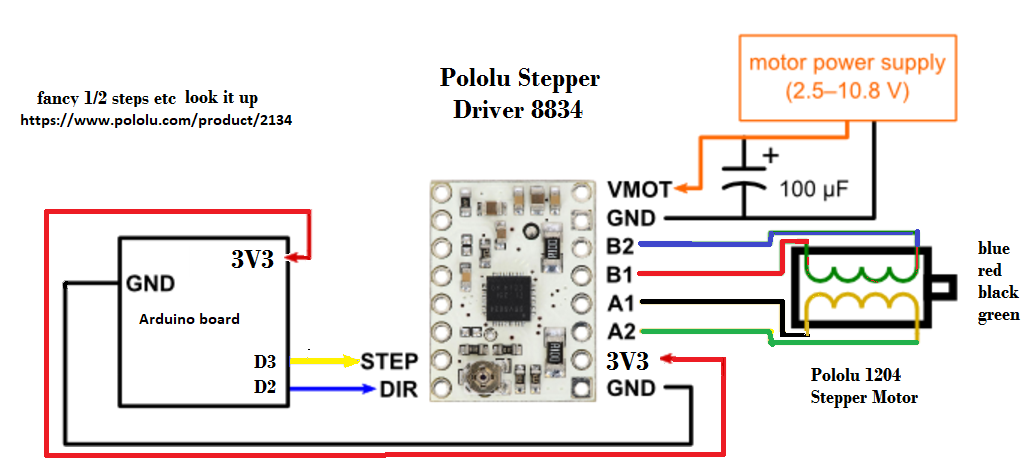 Pololu Stepper
Driver 8834
motor power supply
(2.5–10.8 V)
fancy 1/2 steps etc look it up
https://www.pololu.com/product/2134
+
100 µF
VMOT
GND
B2
B1
A1
A2
3V3
GND
3V3
GND
Arduino board
D3
D2
STEP
DIR
blue
red
black
green
Pololu 1204
Stepper Motor